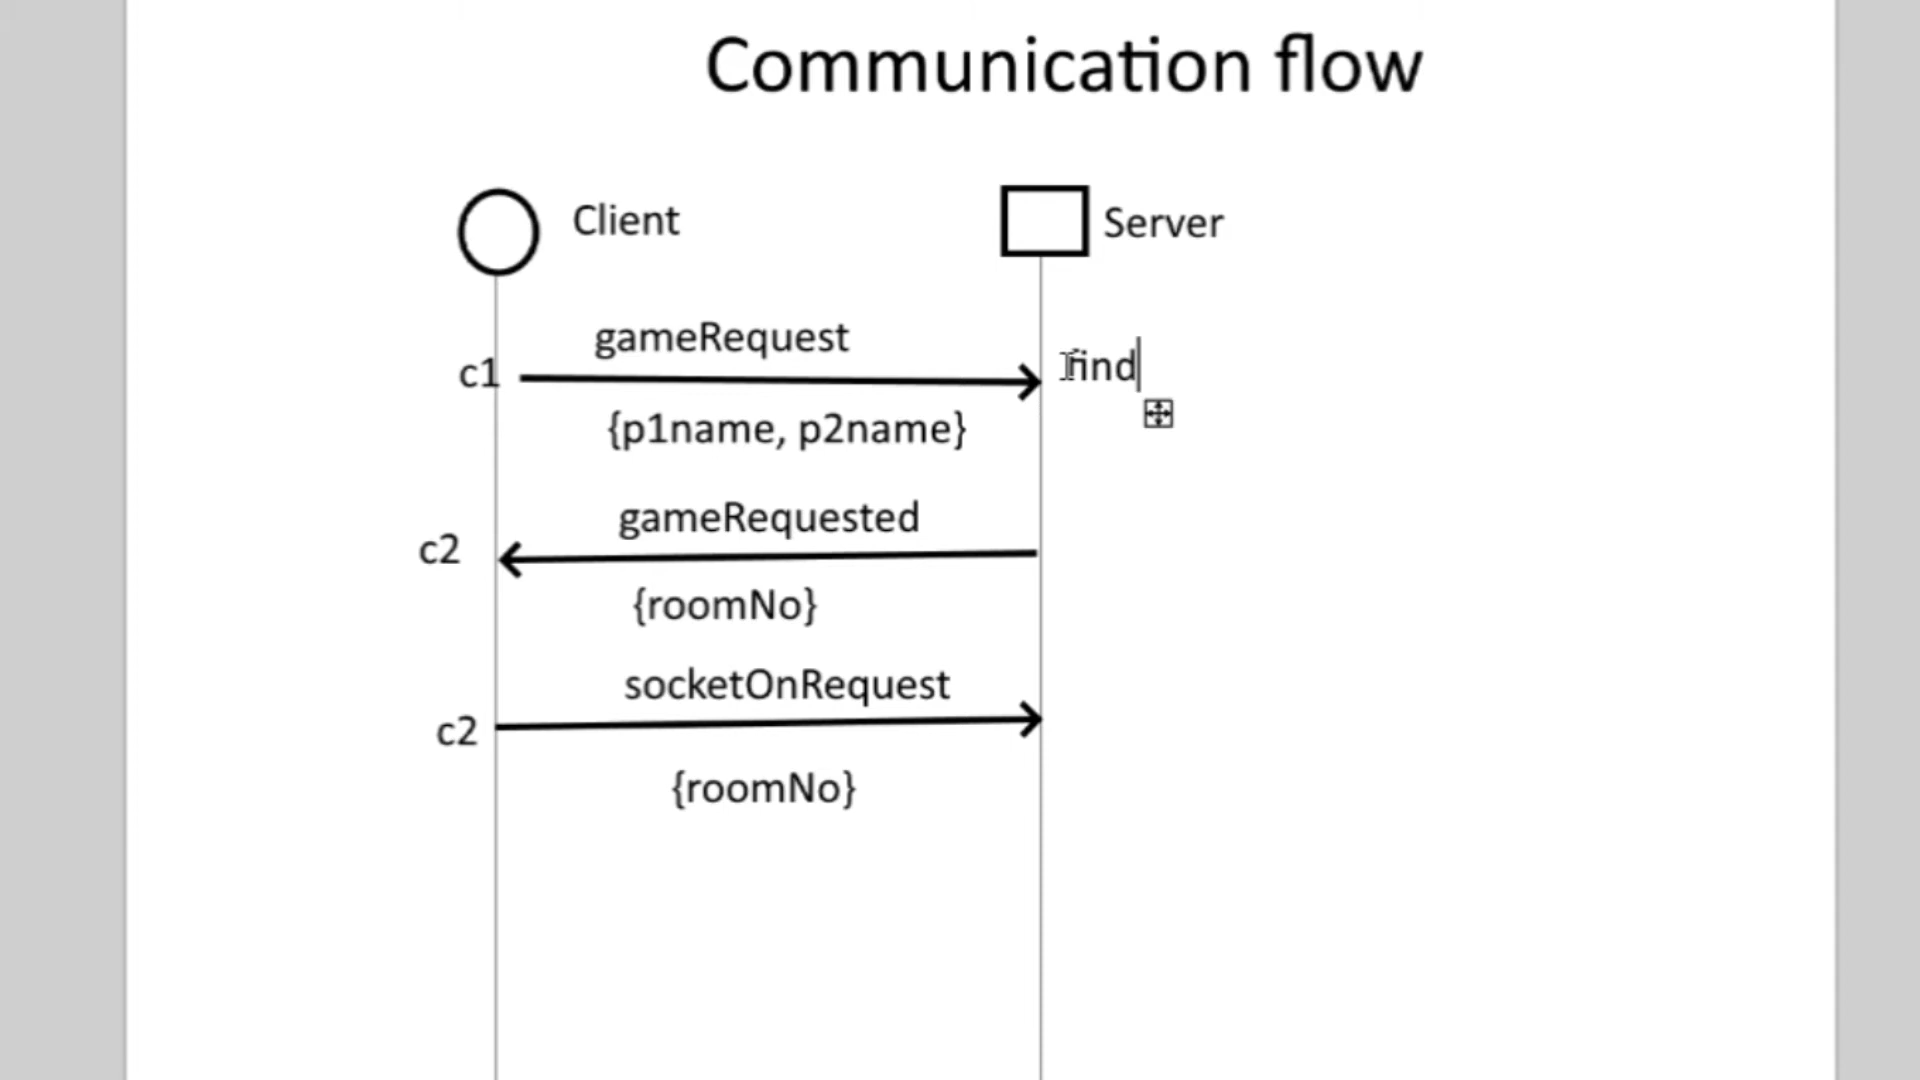 Communication flow
Client
Server
gameRequest
c1
find
{p1name, p2name}
gameRequested
c2
{roomNo}
socketOnRequest
c2
{roomNo}